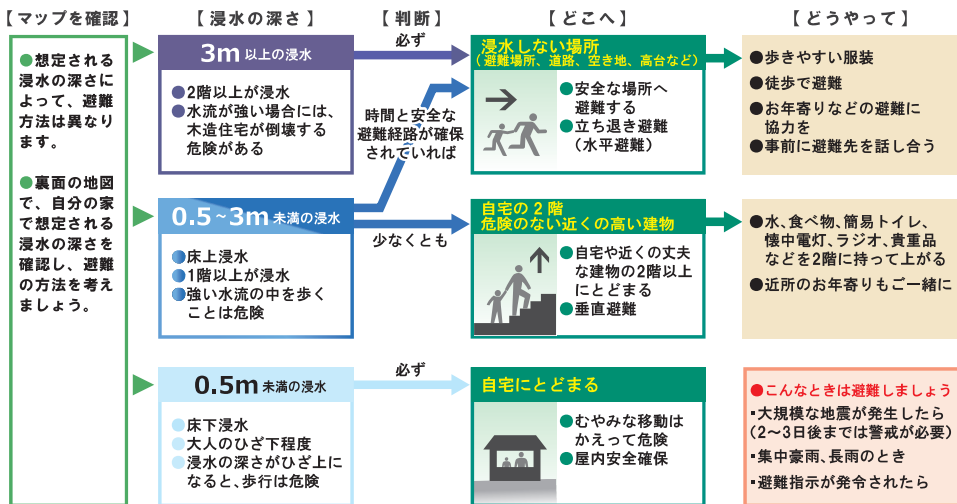 【マップを確認】
【浸水の深さ】
【判断】
【どこへ】
【どうやって】
●想定される
浸水の深さに
よって、避難
方法は異なり
ます。
●裏面の地図
で、自分の家
で想定される
浸水の深さを
確認し、避難
の方法を考え
ましょう。
3m以上の浸水
●2階以上が浸水
●水流が強い場合には、
木造住宅が倒壊する
危険がある
必ず
浸水しない場所
(避難場所、道路、空き地、高台など)
●安全な場所へ
避難する
●立ち退き避難
(水平避難)
●歩きやすい服装
●徒歩で避難
●お年寄りなどの避難に
協力を
●事前に避難先を話し合う
時間と安全な
避難経路が確保
されていれば
0.5~3m未満の浸水
●床上浸水
●1階以上が浸水
●強い水流の中を歩く
ことは危険
少なくとも
自宅の2階
危険のない近くの高い建物
●自宅や近くの丈夫
な建物の2階以上
にとどまる
●垂直避難
●水、食べ物、簡易トイレ、
懐中電灯、ラジオ、貴重品
などを2階に持って上がる
●近所のお年寄りもご一緒に
0.5m未満の浸水
●床下浸水
●大人のひざ下程度
●浸水の深さがひざ上に
なると、歩行は危険
必ず
自宅にとどまる
●むやみな移動は
かえって危険
●屋内安全確保
●こんなときは避難しましょう
▪大規模な地震が発生したら
(2～3日後までは警戒が必要)
▪集中豪雨、長雨のとき
▪避難指示が発令されたら